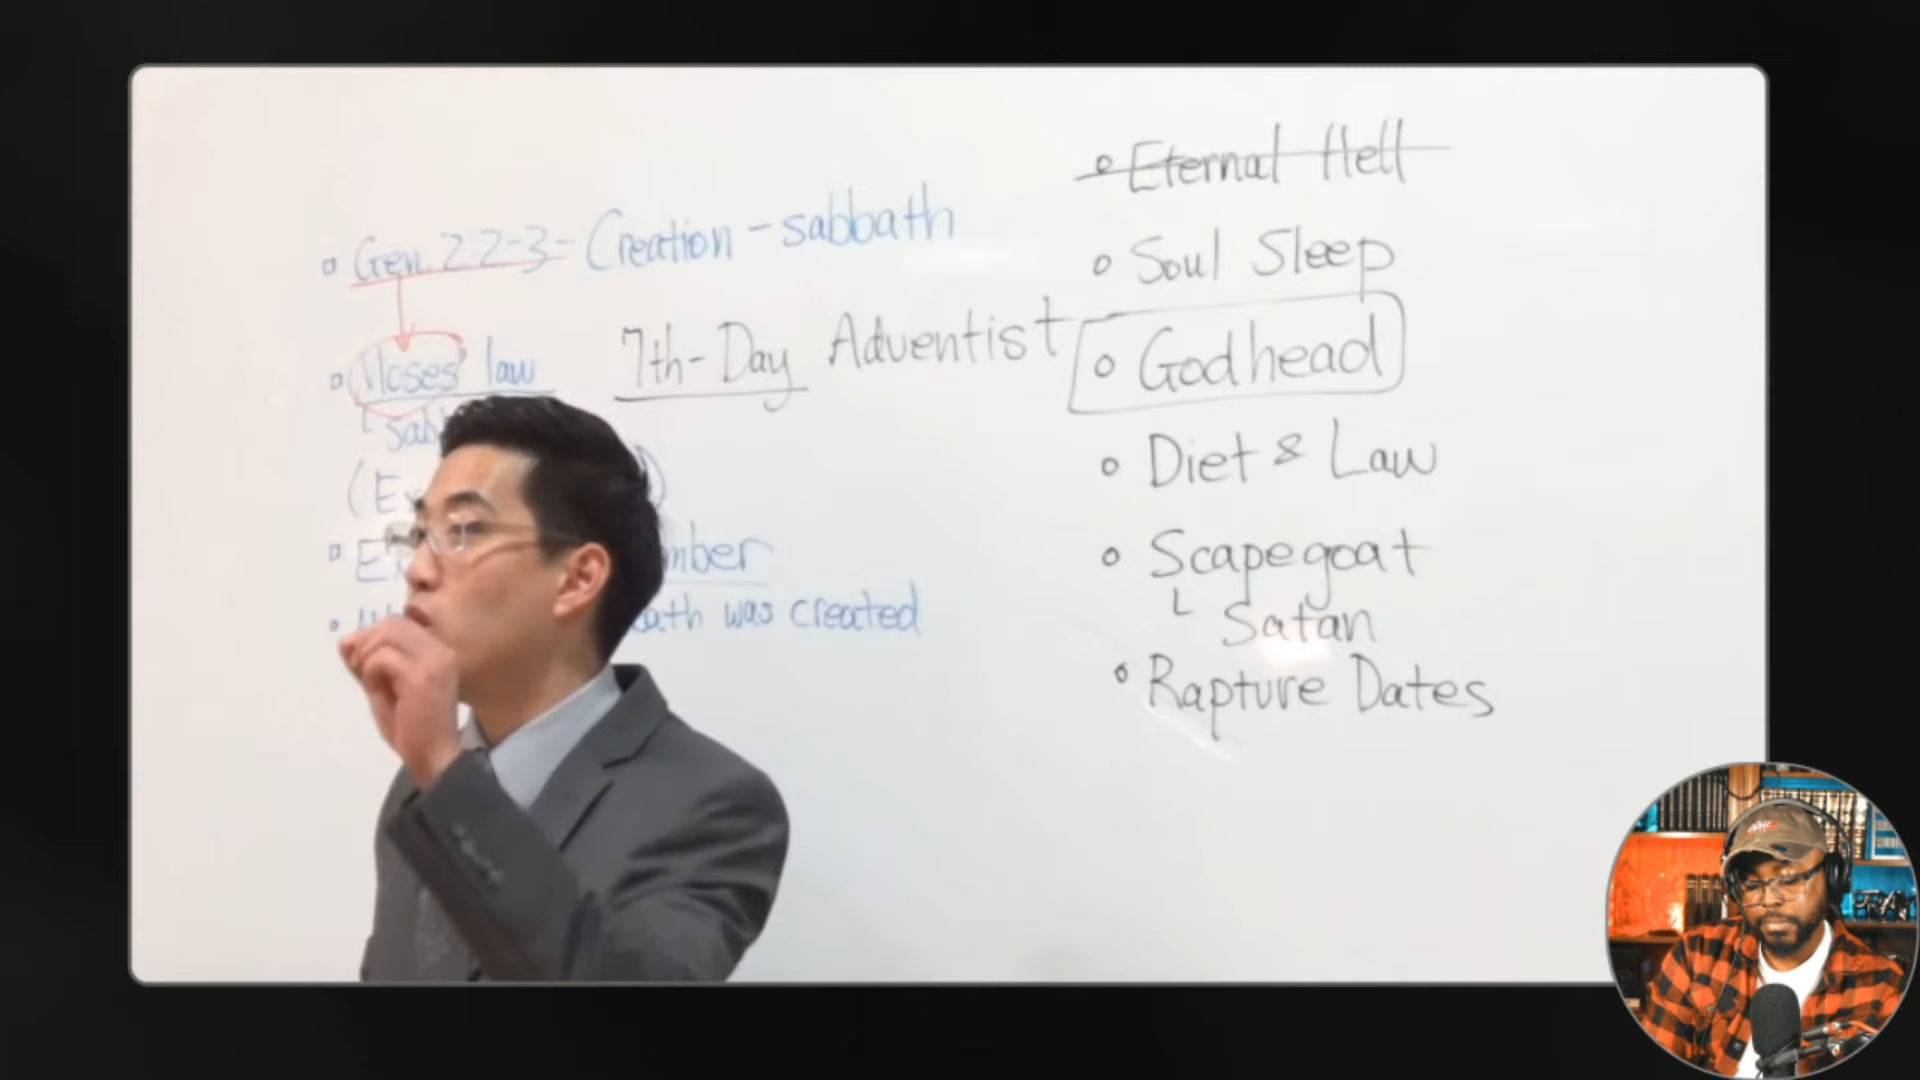 Gen. 2:2-3 - Creation - sabbath
Moses' law
7th-Day Adventist
was created
Eternal Hell
Soul Sleep
Godhead
Diet & Law
Scapegoat
Satan
Rapture Dates